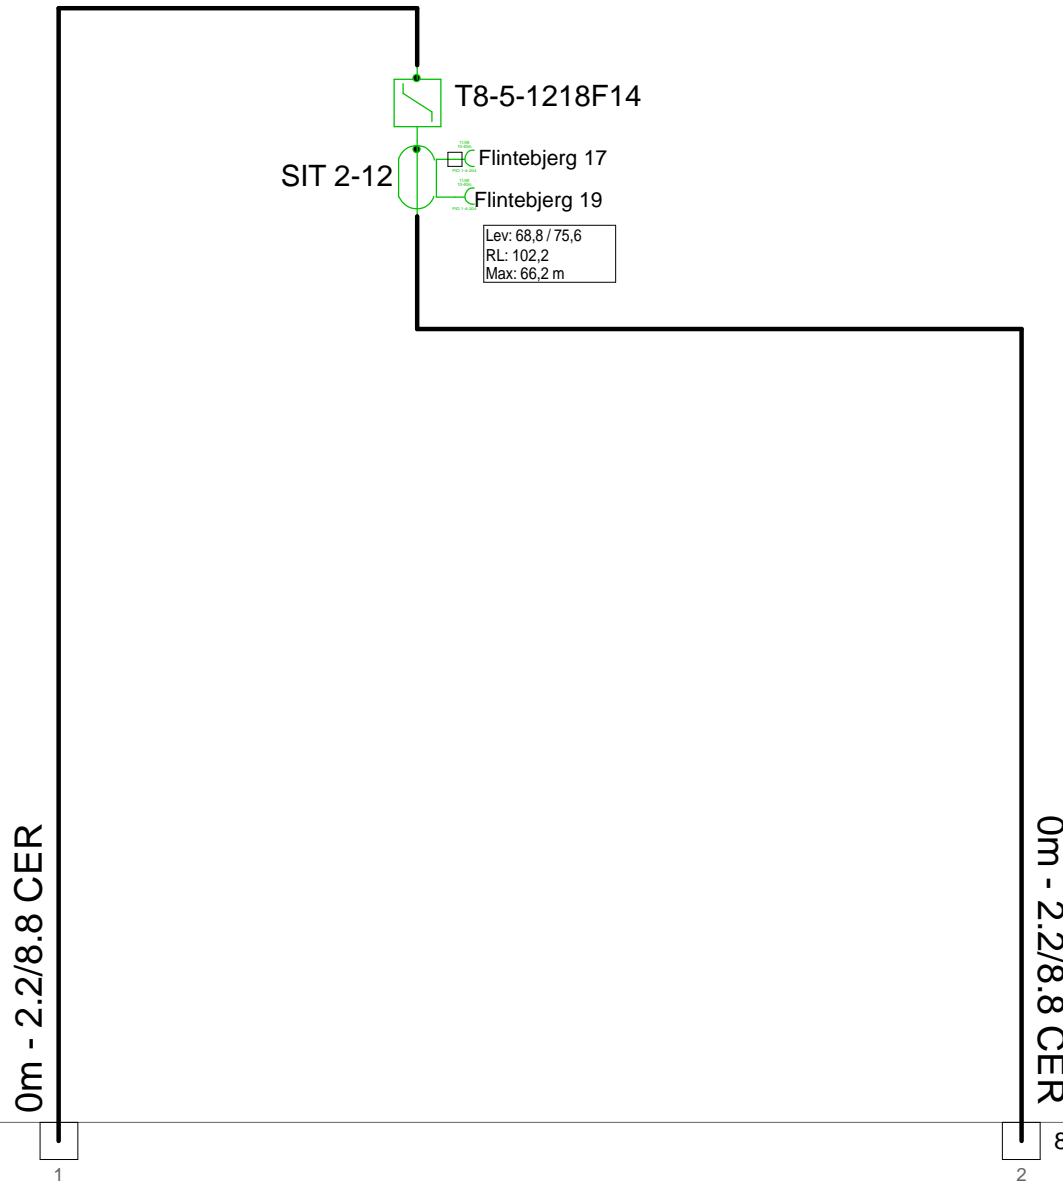 T8-5-1218F14
SIT 2-12
Flintebjerg 17
Flintebjerg 19
Lev: 68,8 / 75,6
RL: 102,2
Max: 66,2 m
0m - 2.2/8.8 CER
0m - 2.2/8.8 CER
8
1
2